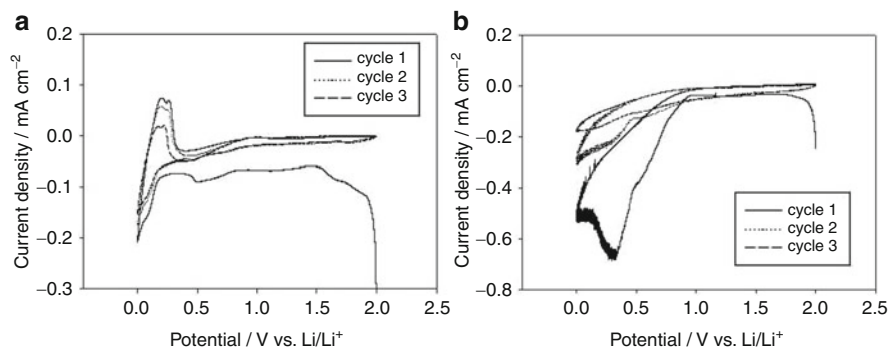 a
Current density / mA cm⁻²
0.2
0.1
0.0
−0.1
−0.2
−0.3
cycle 1
cycle 2
cycle 3
0.0 0.5 1.0 1.5 2.0 2.5
Potential / V vs. Li/Li⁺
b
Current density / mA cm⁻²
0.2
0.0
−0.2
−0.4
−0.6
−0.8
cycle 1
cycle 2
cycle 3
0.0 0.5 1.0 1.5 2.0 2.5
Potential / V vs. Li/Li⁺